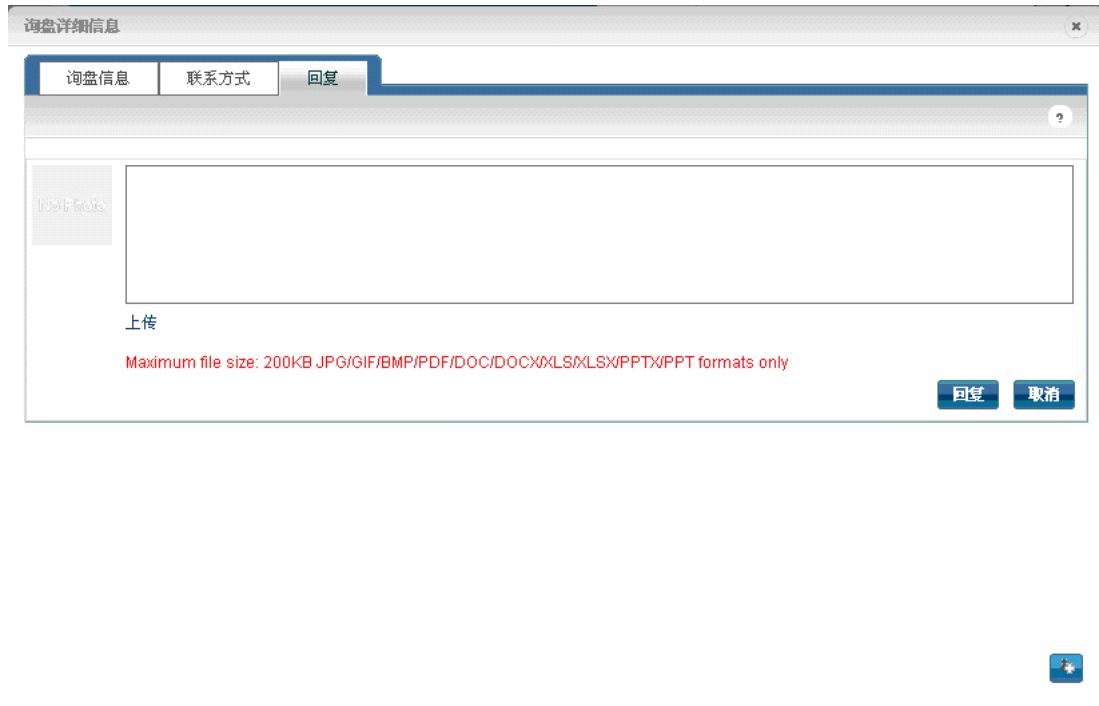 询盘详细信息
询盘信息 联系方式 回复
?
No Photo
上传
Maximum file size: 200KB JPG/GIF/BMP/PDF/DOC/DOCX/XLS/XLSX/PPTX/PPT formats only
回复 取消